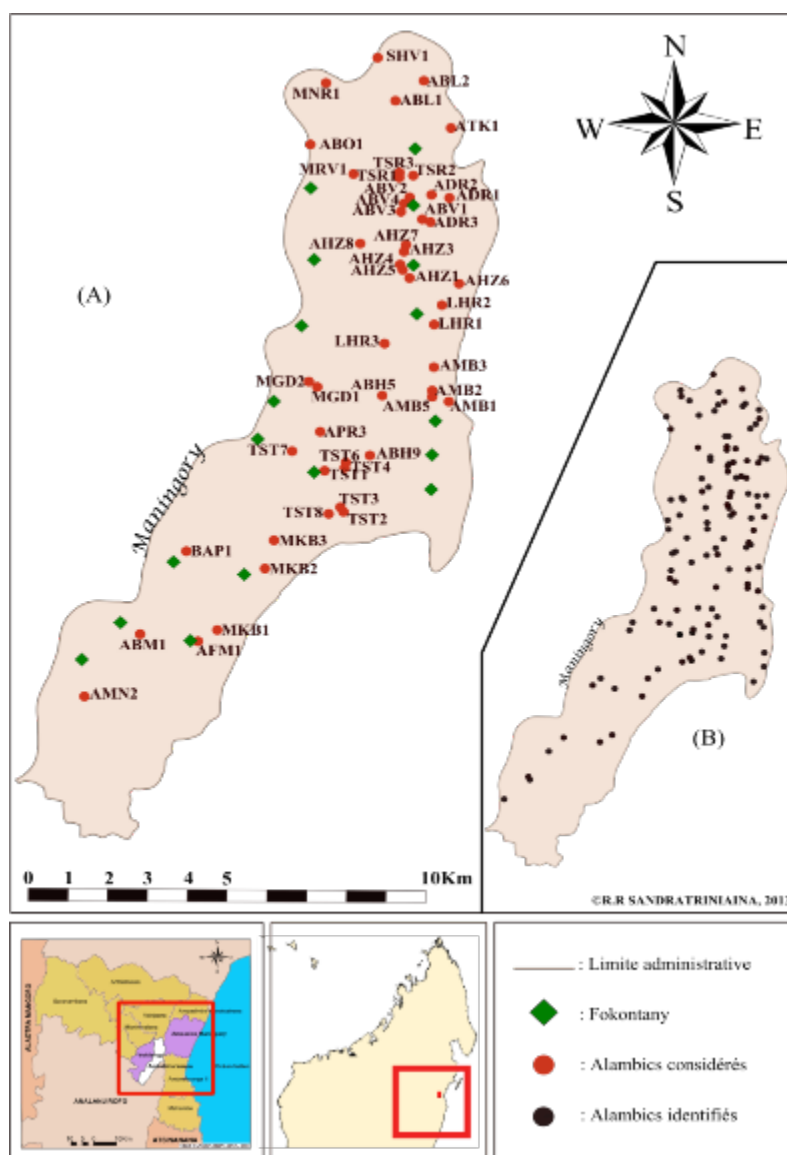 N
W E
S
SHV1
ABL2
MNR1
ABL1
ATK1
ABO1
TSR3
MRV1
TSR1
TSR2
ABV2
ADR2
ADR1
ABV4
ABV3
ABV1
ADR3
AHZ7
AHZ8
AHZ3
AHZ4
AHZ5
AHZ1
AHZ6
(A)
LHR2
LHR1
LHR3
AMB3
MGD2
MGD1
ABH5
AMB2
AMB5
AMB1
APR3
TST7
TST6
ABH9
TST4
TST1
TST3
TST8
TST2
Maningory
MKB3
BAP1
MKB2
MKB1
ABM1
AFM1
AMN2
Maningory
(B)
0 1 2 3 4 5 10Km
©R.R SANDRATRINIAINA, 201
ANALANJIROFO
: Limite administrative
: Fokontany
: Alambics considérés
: Alambics identifiés